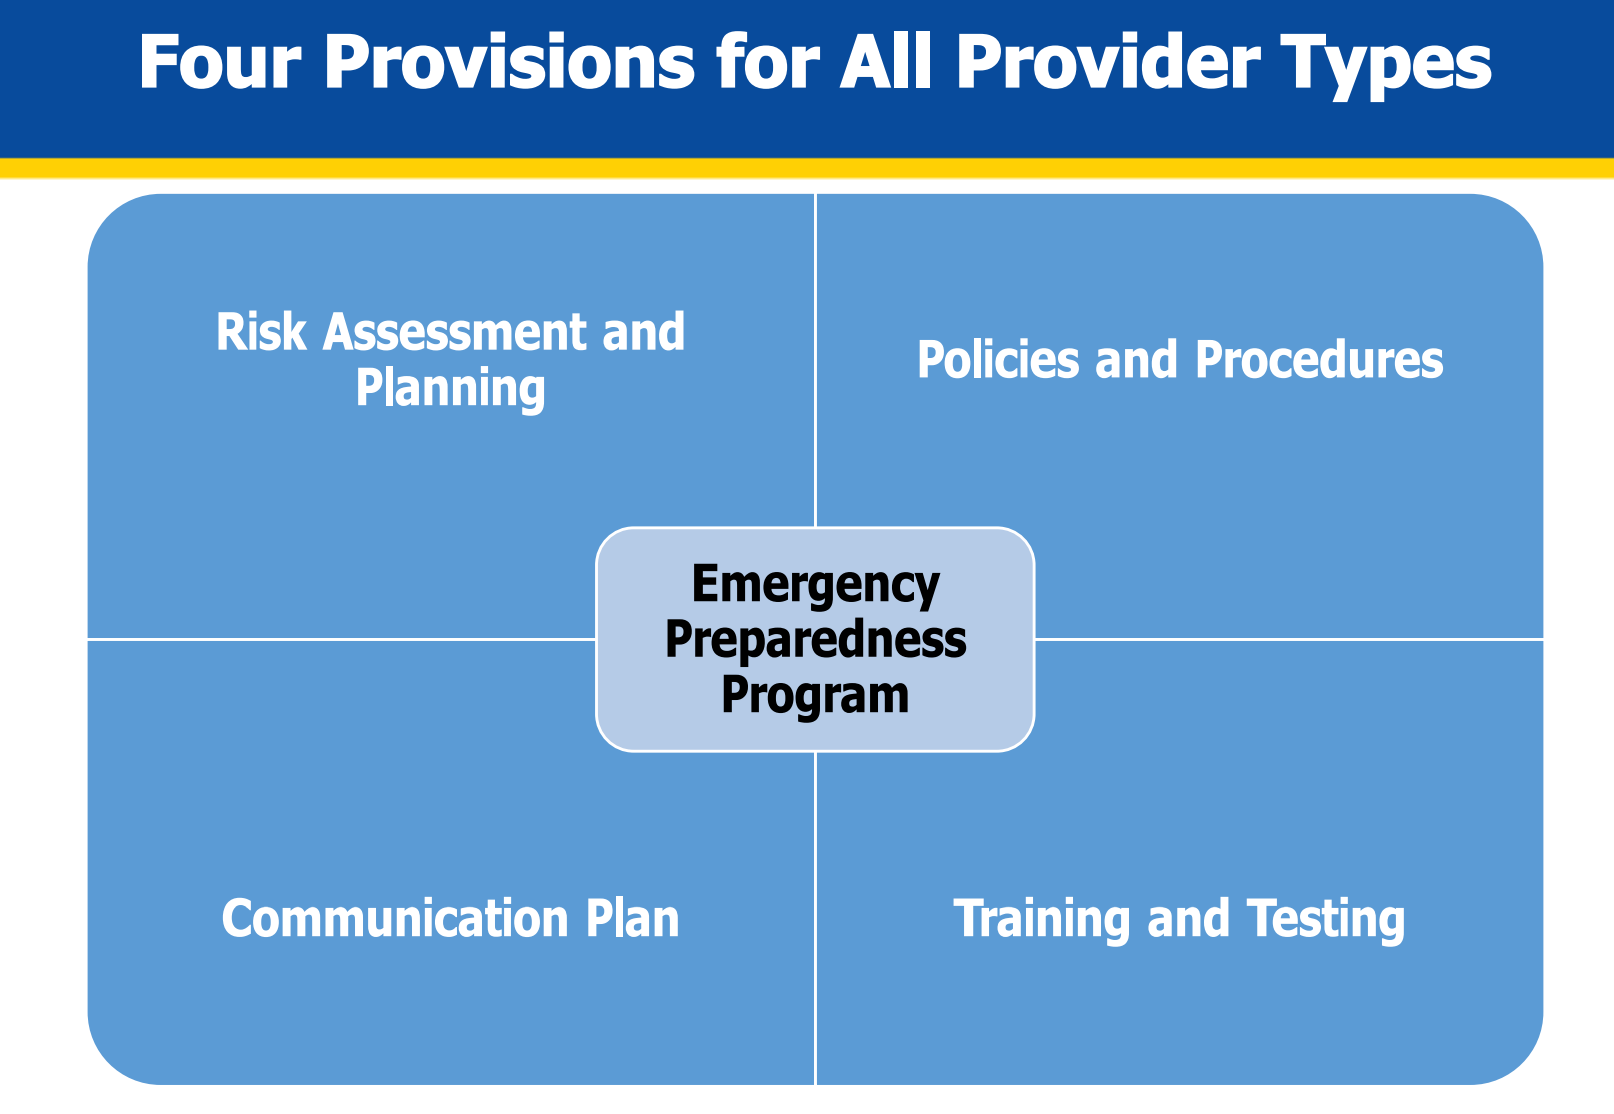 Four Provisions for All Provider Types
Risk Assessment and
Planning
Policies and Procedures
Emergency
Preparedness
Program
Communication Plan
Training and Testing